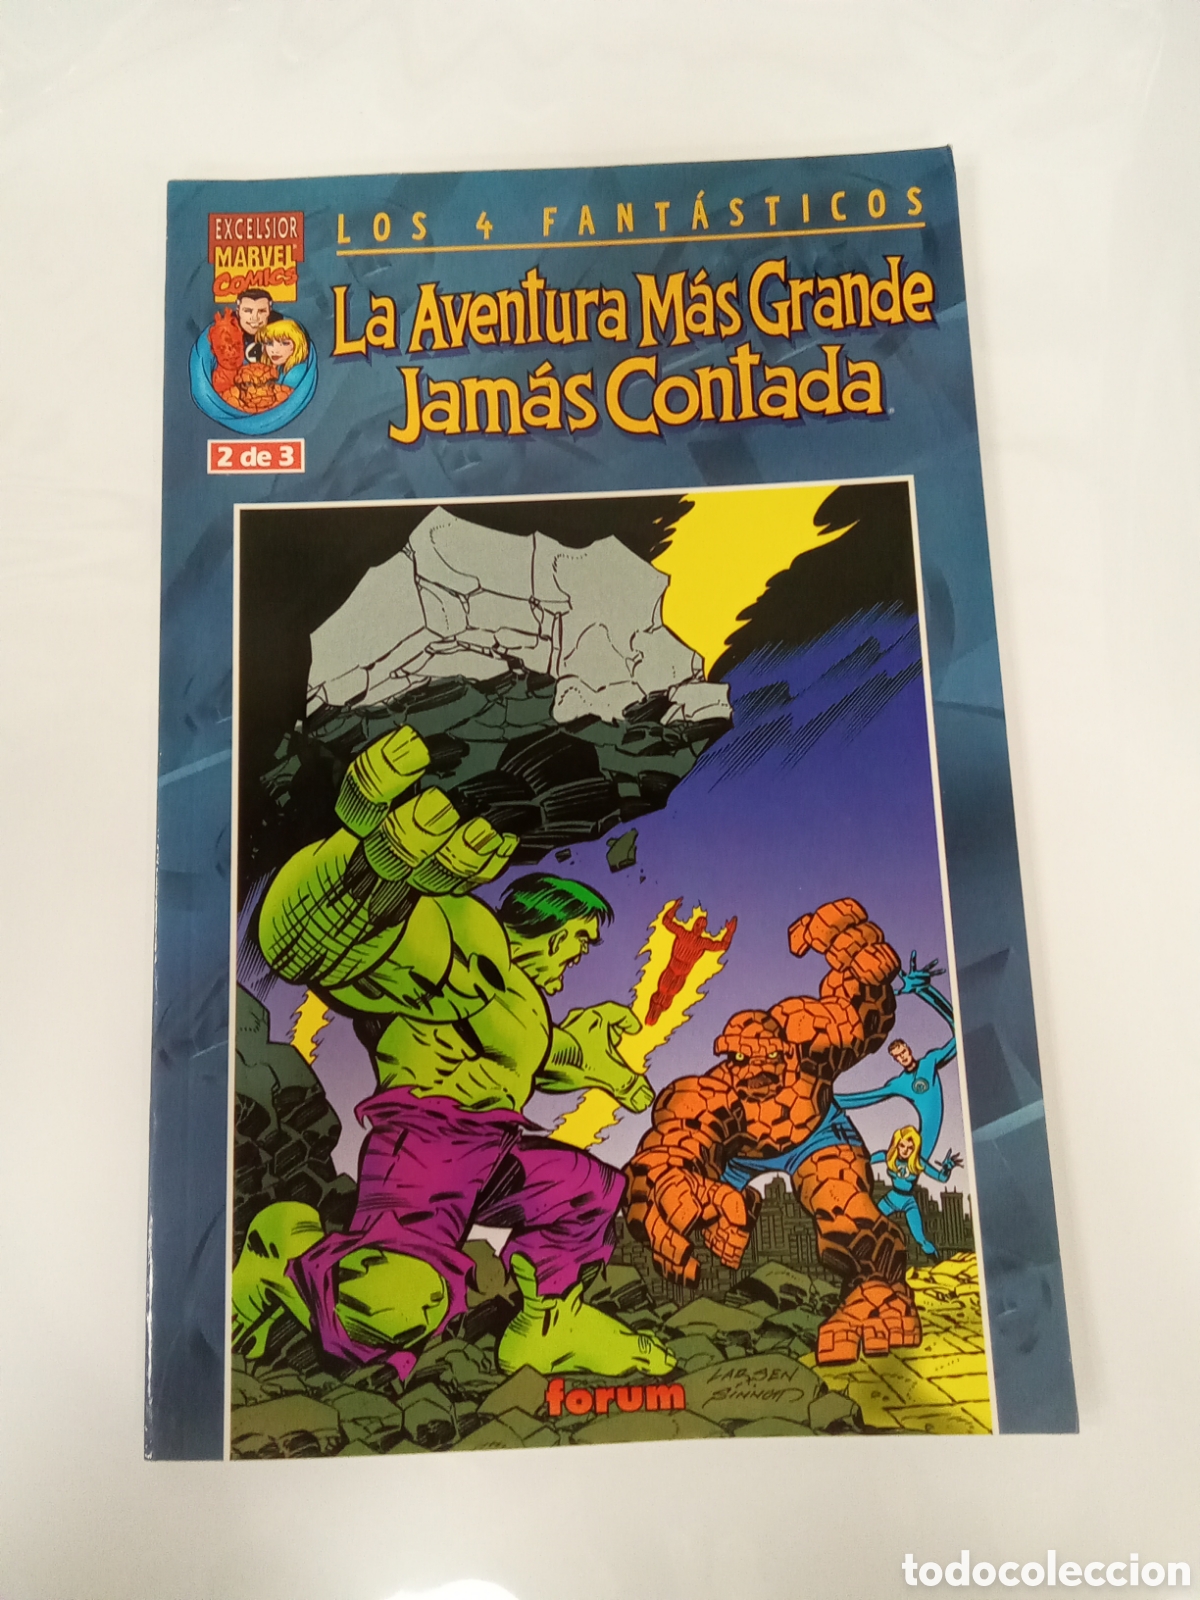 LOS 4 FANTÁSTICOS
EXCELSIOR
MARVEL
COMICS
La Aventura Más Grande
Jamás Contada
2 de 3
forum
LARSEN
SINNOTT
todocoleccion